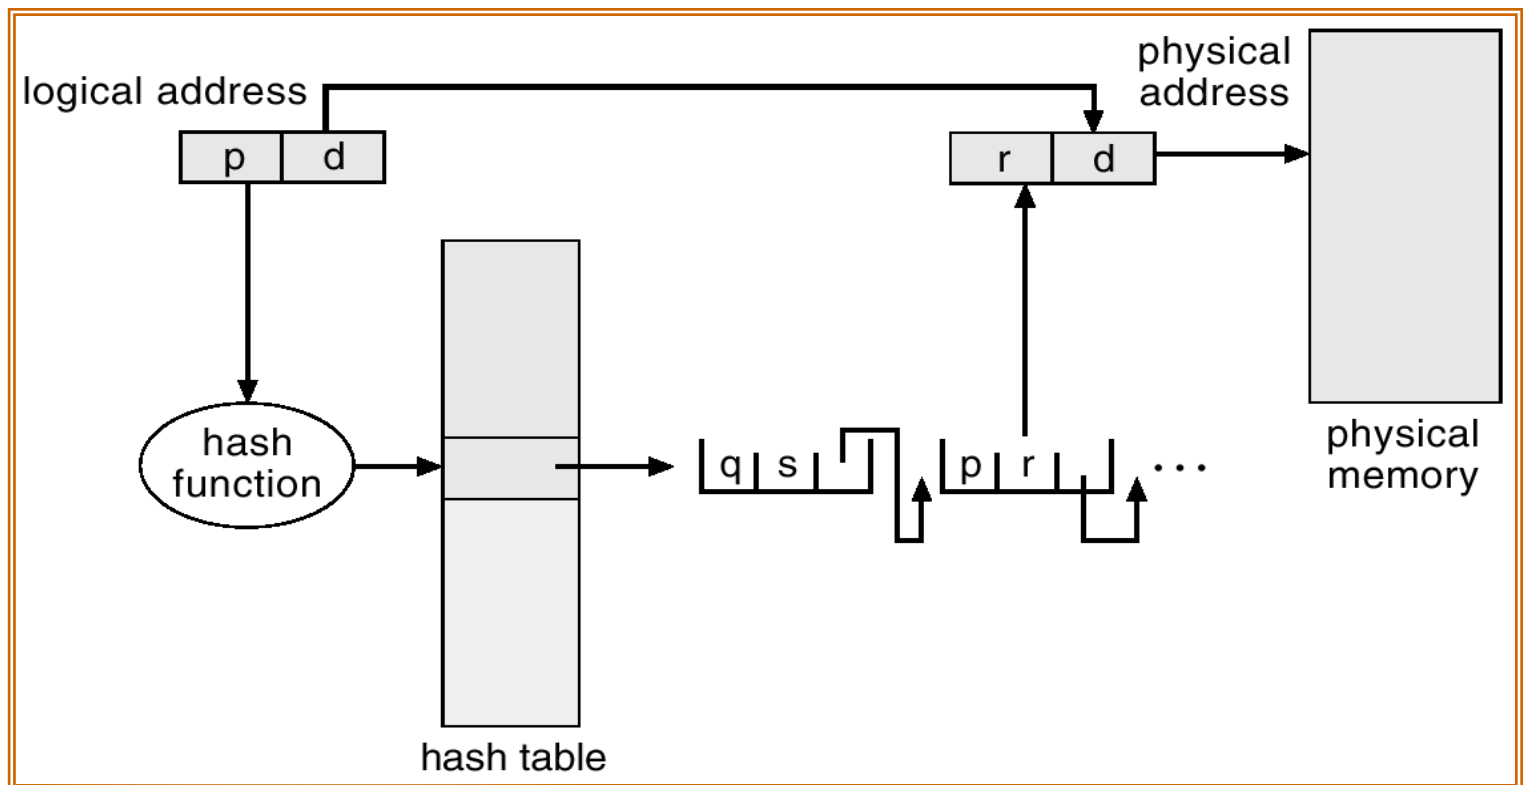 logical address
physical
address
p d
r d
hash
function
q s
p r
...
physical
memory
hash table